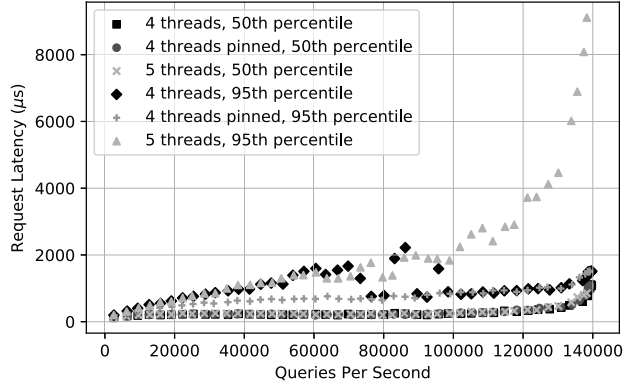 4 threads, 50th percentile
4 threads pinned, 50th percentile
5 threads, 50th percentile
4 threads, 95th percentile
4 threads pinned, 95th percentile
5 threads, 95th percentile
Request Latency (μs)
8000
6000
4000
2000
0
0 20000 40000 60000 80000 100000 120000 140000
Queries Per Second